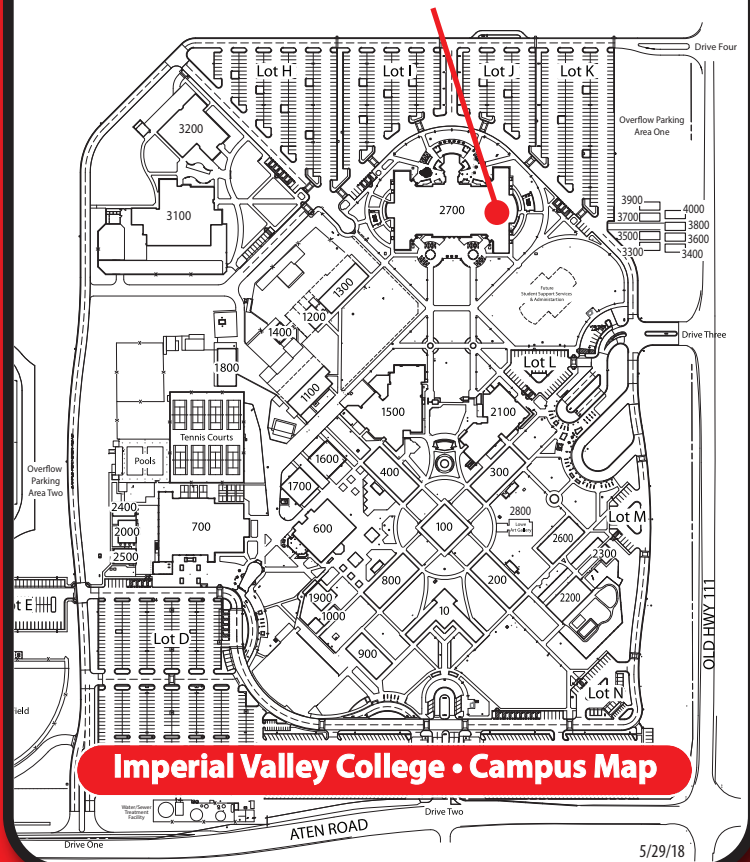 Drive Four
Lot H
Lot I
Lot J
Lot K
Overflow Parking
Area One
3200
3100
2700
3900
4000
3700
3800
3500
3600
3300
3400
Future
Student Support Services
& Administartion
1300
1200
1400
Drive Three
1800
Lot L
1100
1500
2100
Tennis Courts
Pools
1600
400
300
Overflow
Parking
Area Two
1700
2400
2800
Lot M
700
600
100
Lowe
Art Gallery
2000
2600
2500
2300
800
200
ot E
1900
2200
1000
10
Lot D
900
OLD HWY 111
Lot N
ield
Imperial Valley College • Campus Map
Water/Sewer
Treatment
Facility
Drive Two
ATEN ROAD
Drive One
5/29/18